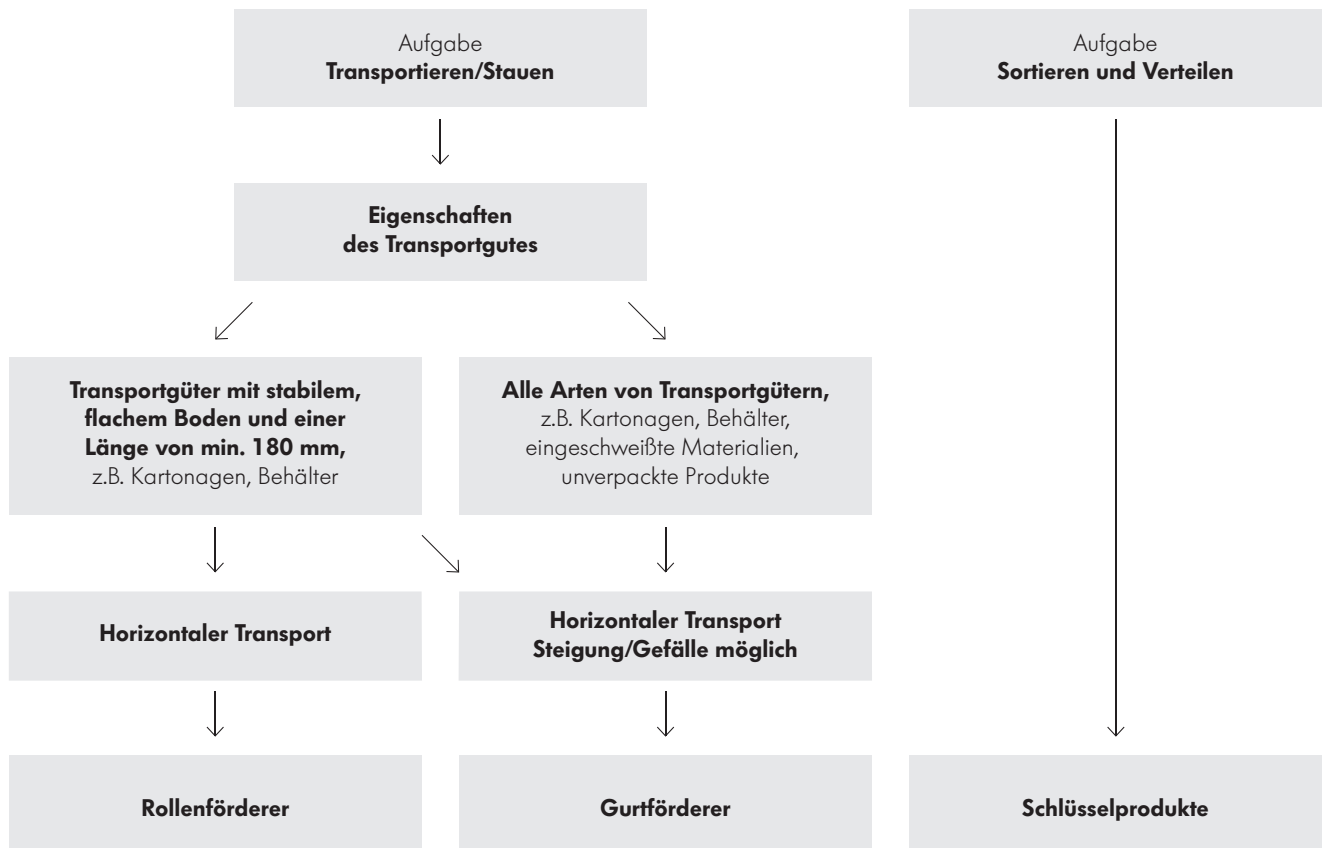 Aufgabe
Transportieren/Stauen
Aufgabe
Sortieren und Verteilen
Eigenschaften
des Transportgutes
Transportgüter mit stabilem,
flachem Boden und einer
Länge von min. 180 mm,
z.B. Kartonagen, Behälter
Alle Arten von Transportgütern,
z.B. Kartonagen, Behälter,
eingeschweißte Materialien,
unverpackte Produkte
Horizontaler Transport
Horizontaler Transport
Steigung/Gefälle möglich
Rollenförderer
Gurtförderer
Schlüsselprodukte